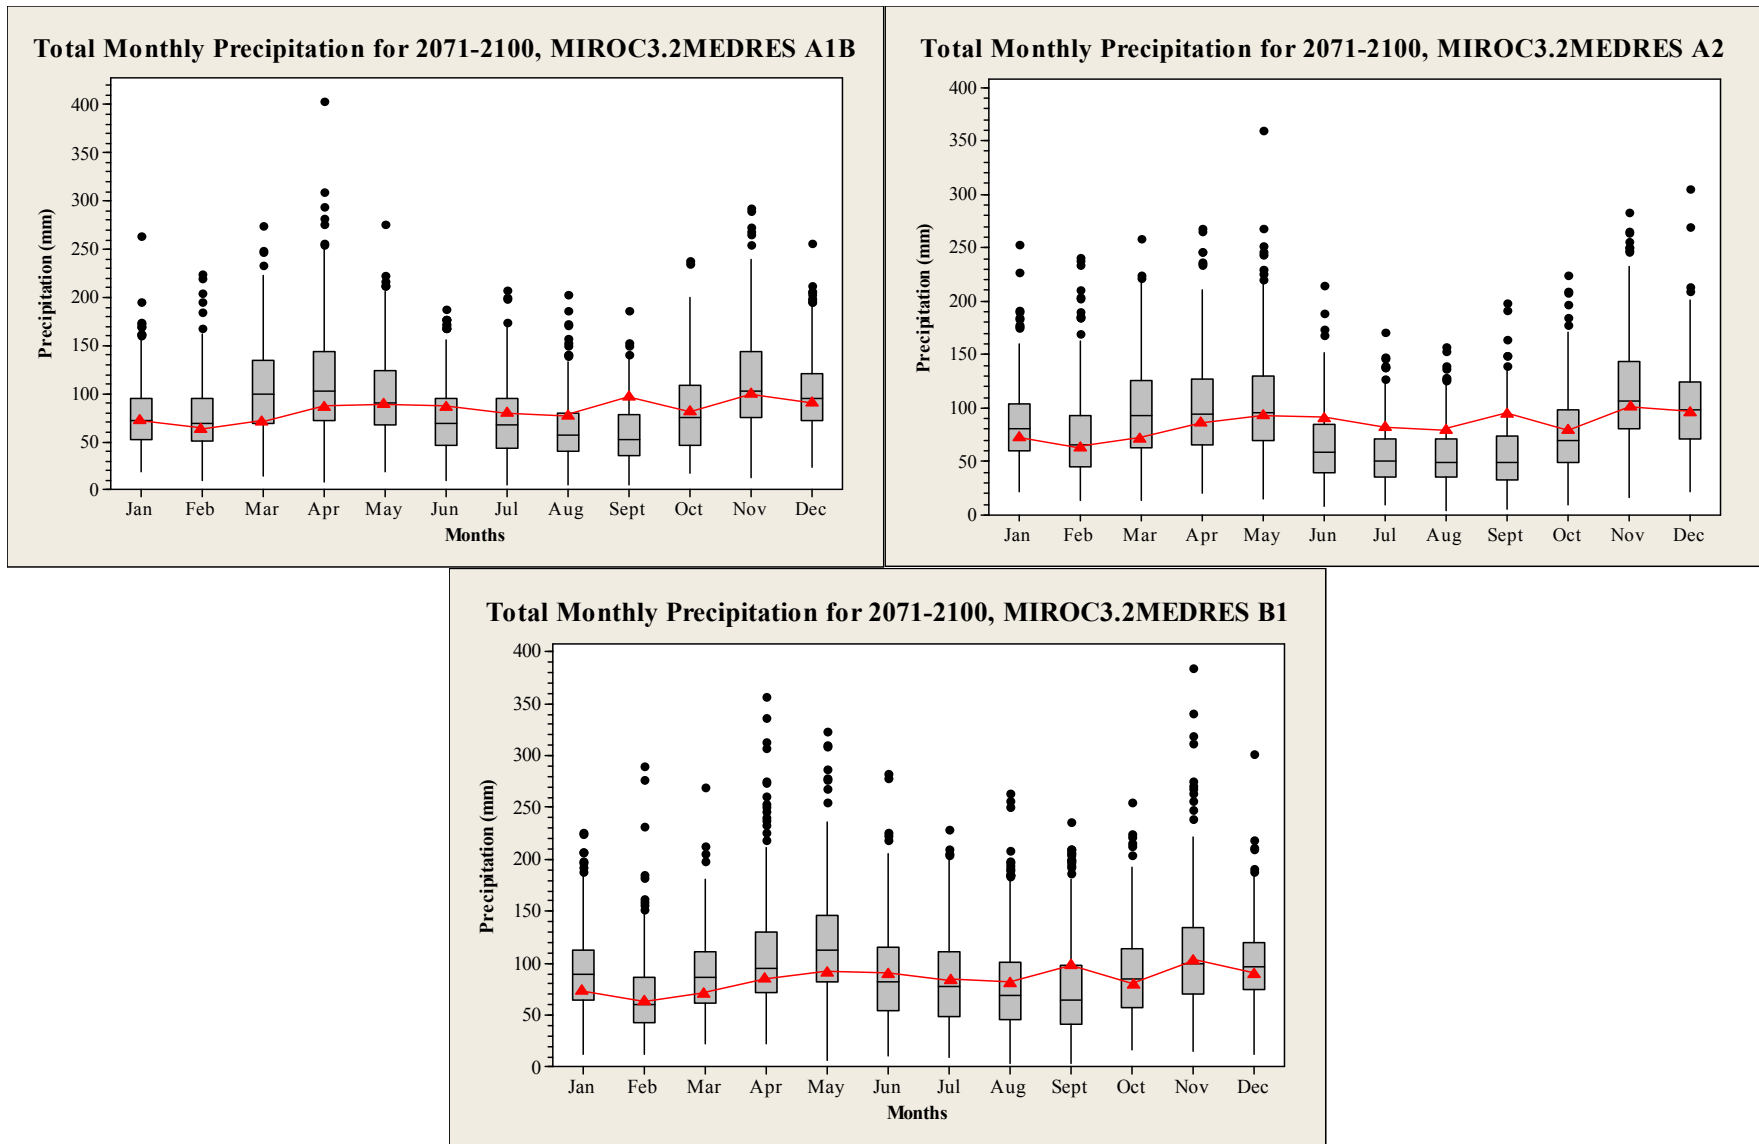 Total Monthly Precipitation for 2071-2100, MIROC3.2MEDRES A1B
Precipitation (mm)
400
350
300
250
200
150
100
50
0
Jan Feb Mar Apr May Jun Jul Aug Sept Oct Nov Dec
Months
Total Monthly Precipitation for 2071-2100, MIROC3.2MEDRES A2
Precipitation (mm)
400
350
300
250
200
150
100
50
0
Jan Feb Mar Apr May Jun Jul Aug Sept Oct Nov Dec
Total Monthly Precipitation for 2071-2100, MIROC3.2MEDRES B1
Precipitation (mm)
400
350
300
250
200
150
100
50
0
Jan Feb Mar Apr May Jun Jul Aug Sept Oct Nov Dec
Months